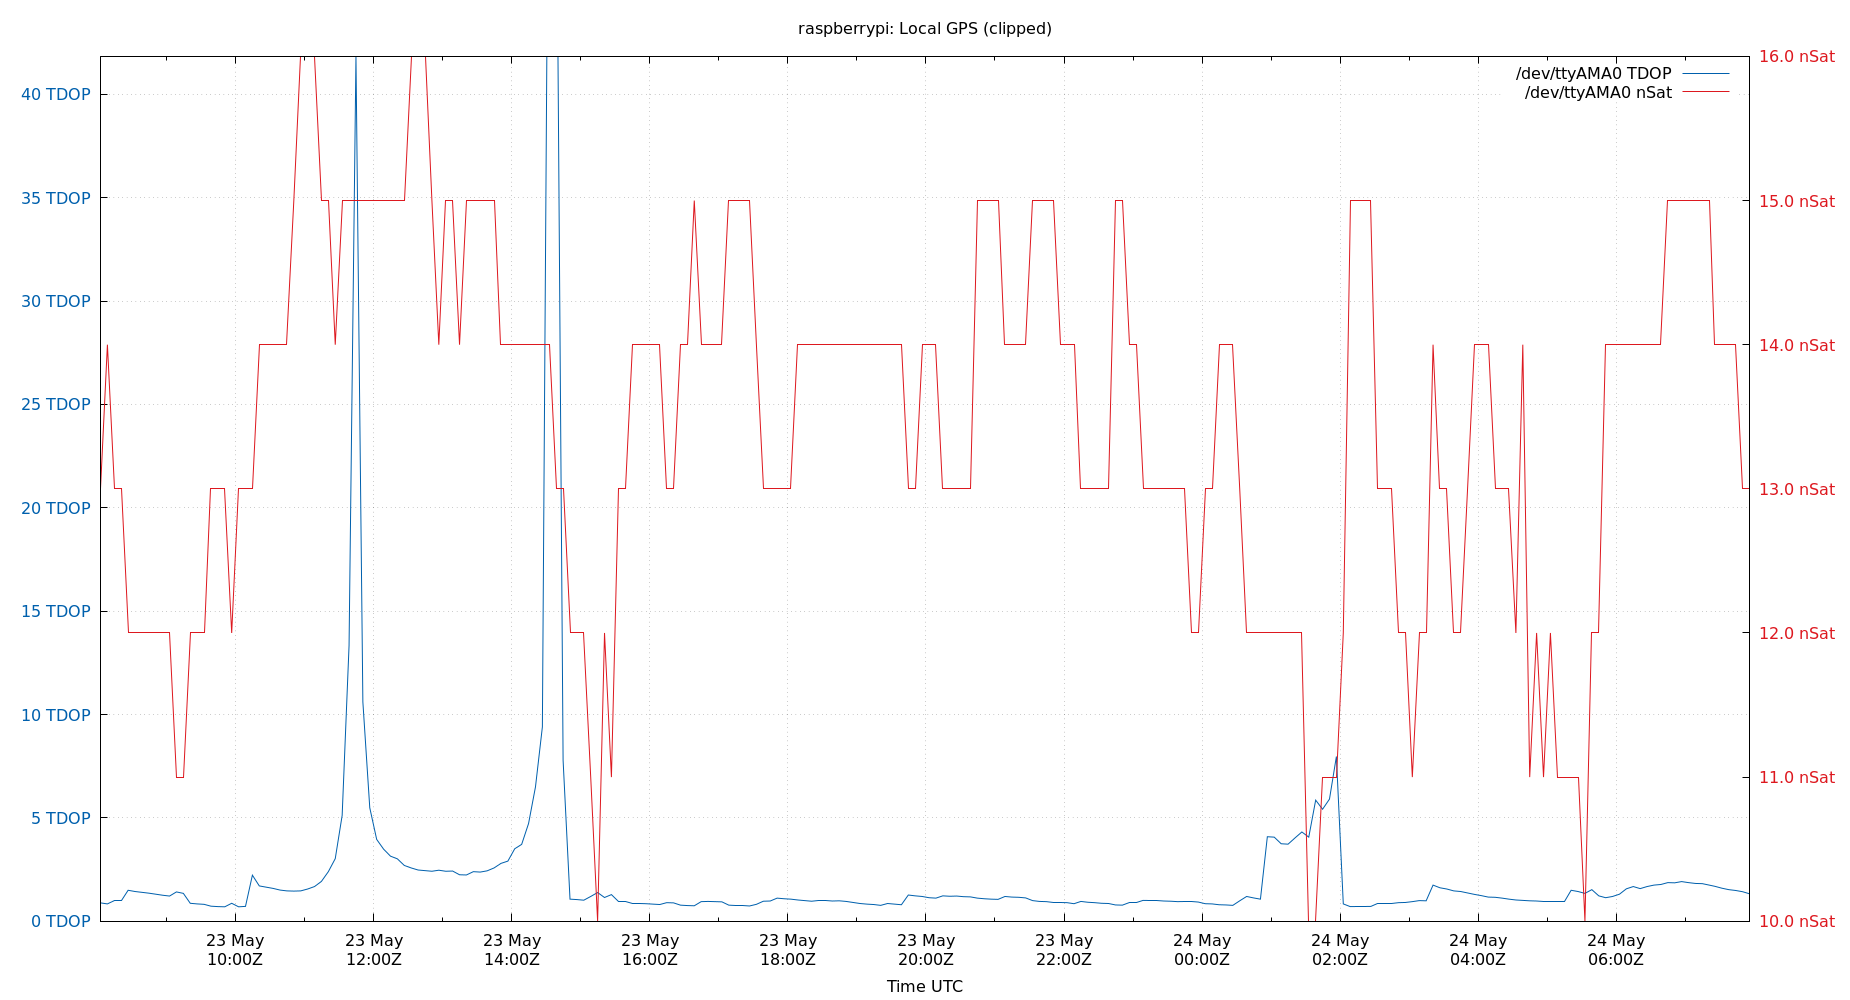 raspberrypi: Local GPS (clipped)
/dev/ttyAMA0 TDOP
/dev/ttyAMA0 nSat
40 TDOP
35 TDOP
30 TDOP
25 TDOP
20 TDOP
15 TDOP
10 TDOP
5 TDOP
0 TDOP
16.0 nSat
15.0 nSat
14.0 nSat
13.0 nSat
12.0 nSat
11.0 nSat
10.0 nSat
23 May
10:00Z
23 May
12:00Z
23 May
14:00Z
23 May
16:00Z
23 May
18:00Z
23 May
20:00Z
23 May
22:00Z
24 May
00:00Z
24 May
02:00Z
24 May
04:00Z
24 May
06:00Z
Time UTC